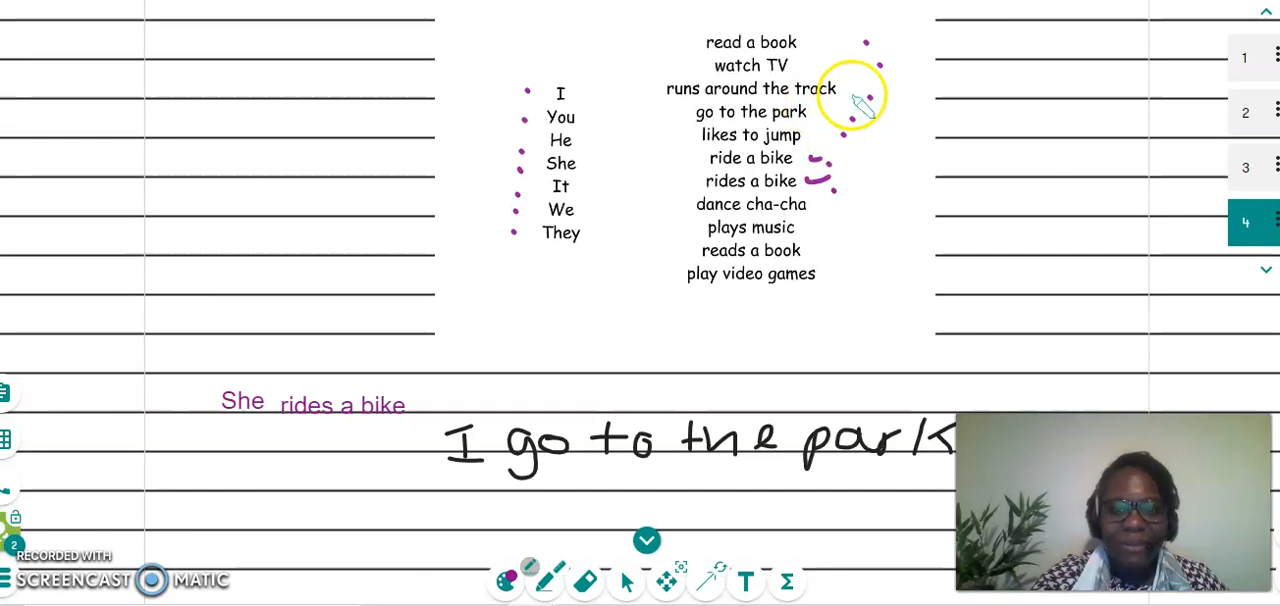 read a book
watch TV
runs around the track
go to the park
likes to jump
ride a bike
rides a bike
dance cha-cha
plays music
reads a book
play video games
I
You
He
She
It
We
They
1
2
3
4
She rides a bike
I go to the park
2
RECORDED WITH
SCREENCAST MATIC
T
Σ